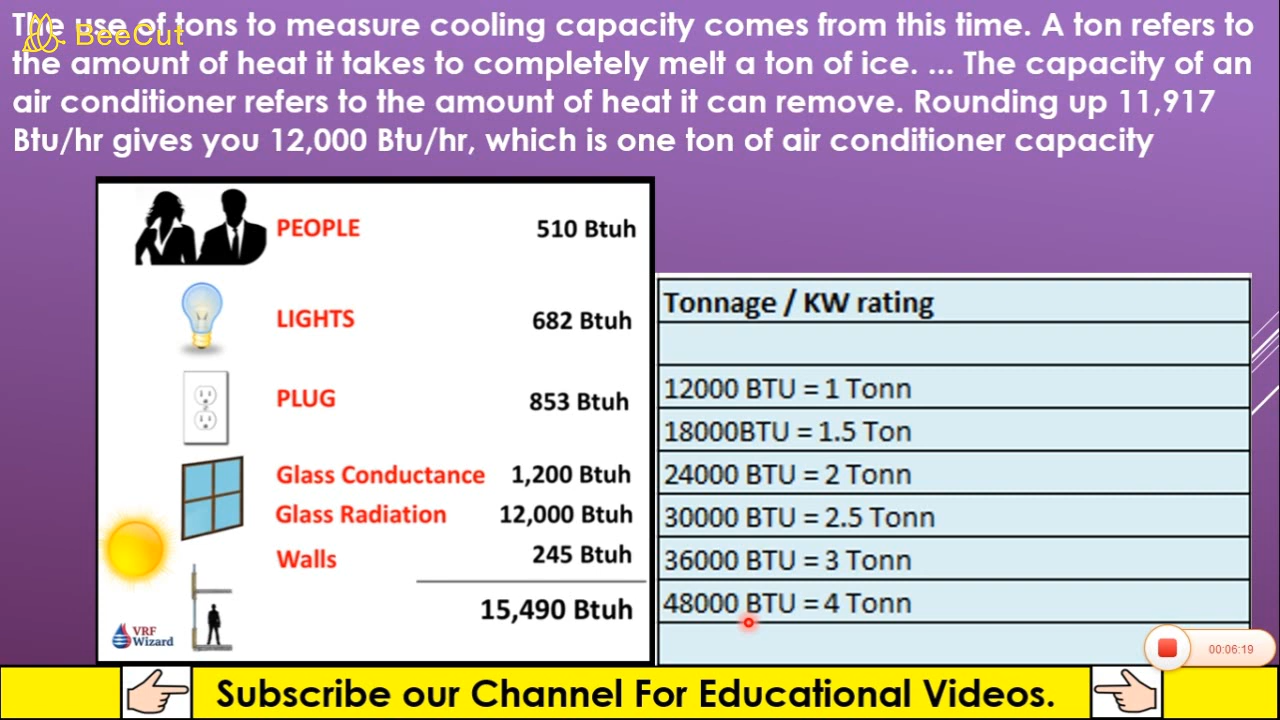 The use of tons to measure cooling capacity comes from this time. A ton refers to
BeeCut
the amount of heat it takes to completely melt a ton of ice. ... The capacity of an
air conditioner refers to the amount of heat it can remove. Rounding up 11,917
Btu/hr gives you 12,000 Btu/hr, which is one ton of air conditioner capacity
PEOPLE 510 Btuh
LIGHTS 682 Btuh
PLUG 853 Btuh
Glass Conductance 1,200 Btuh
Glass Radiation 12,000 Btuh
Walls 245 Btuh
15,490 Btuh
VRF
Wizard
Tonnage / KW rating
12000 BTU = 1 Tonn
18000BTU = 1.5 Ton
24000 BTU = 2 Tonn
30000 BTU = 2.5 Tonn
36000 BTU = 3 Tonn
48000 BTU = 4 Tonn
00:06:19
Subscribe our Channel For Educational Videos.